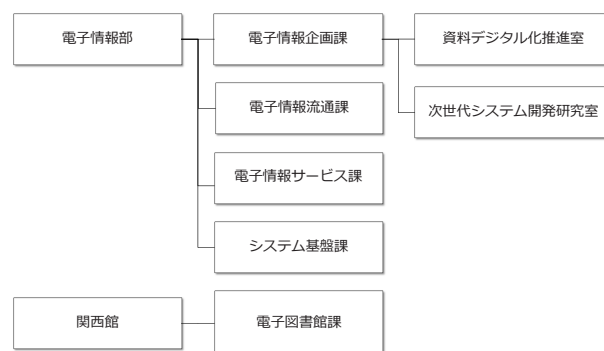 電子情報部
電子情報企画課
資料デジタル化推進室
電子情報流通課
次世代システム開発研究室
電子情報サービス課
システム基盤課
関西館
電子図書館課